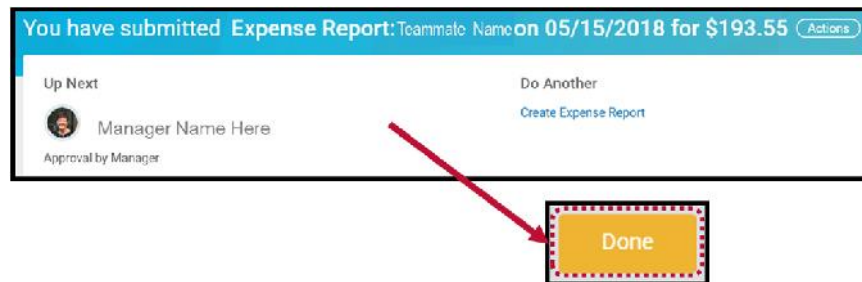 You have submitted Expense Report: Teammate Name on 05/15/2018 for $193.55 Actions
Up Next
Do Another
Manager Name Here
Create Expense Report
Approval by Manager
Done